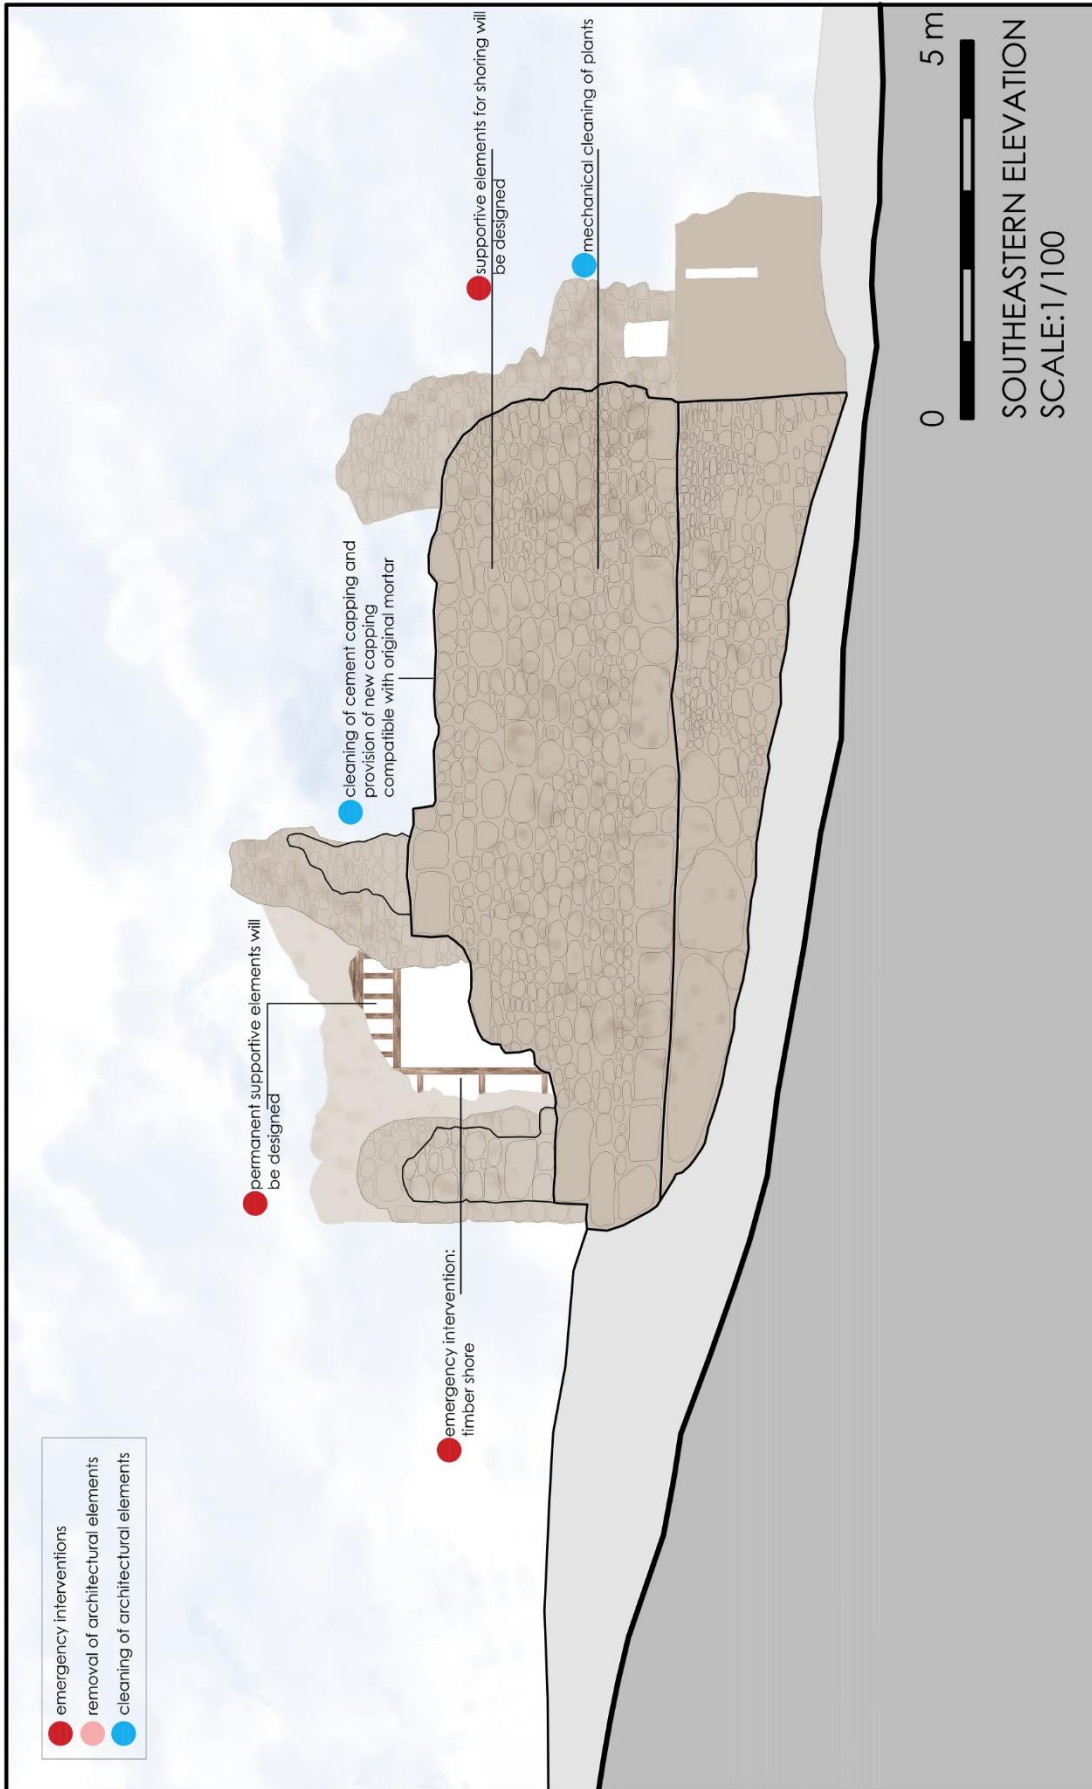 emergency interventions
removal of architectural elements
cleaning of architectural elements
permanent supportive elements will
be designed
emergency intervention:
timber shore
cleaning of cement capping and
provision of new capping
compatible with original mortar
supportive elements for shoring will
be designed
mechanical cleaning of plants
0 5 m
SOUTHEASTERN ELEVATION
SCALE:1/100